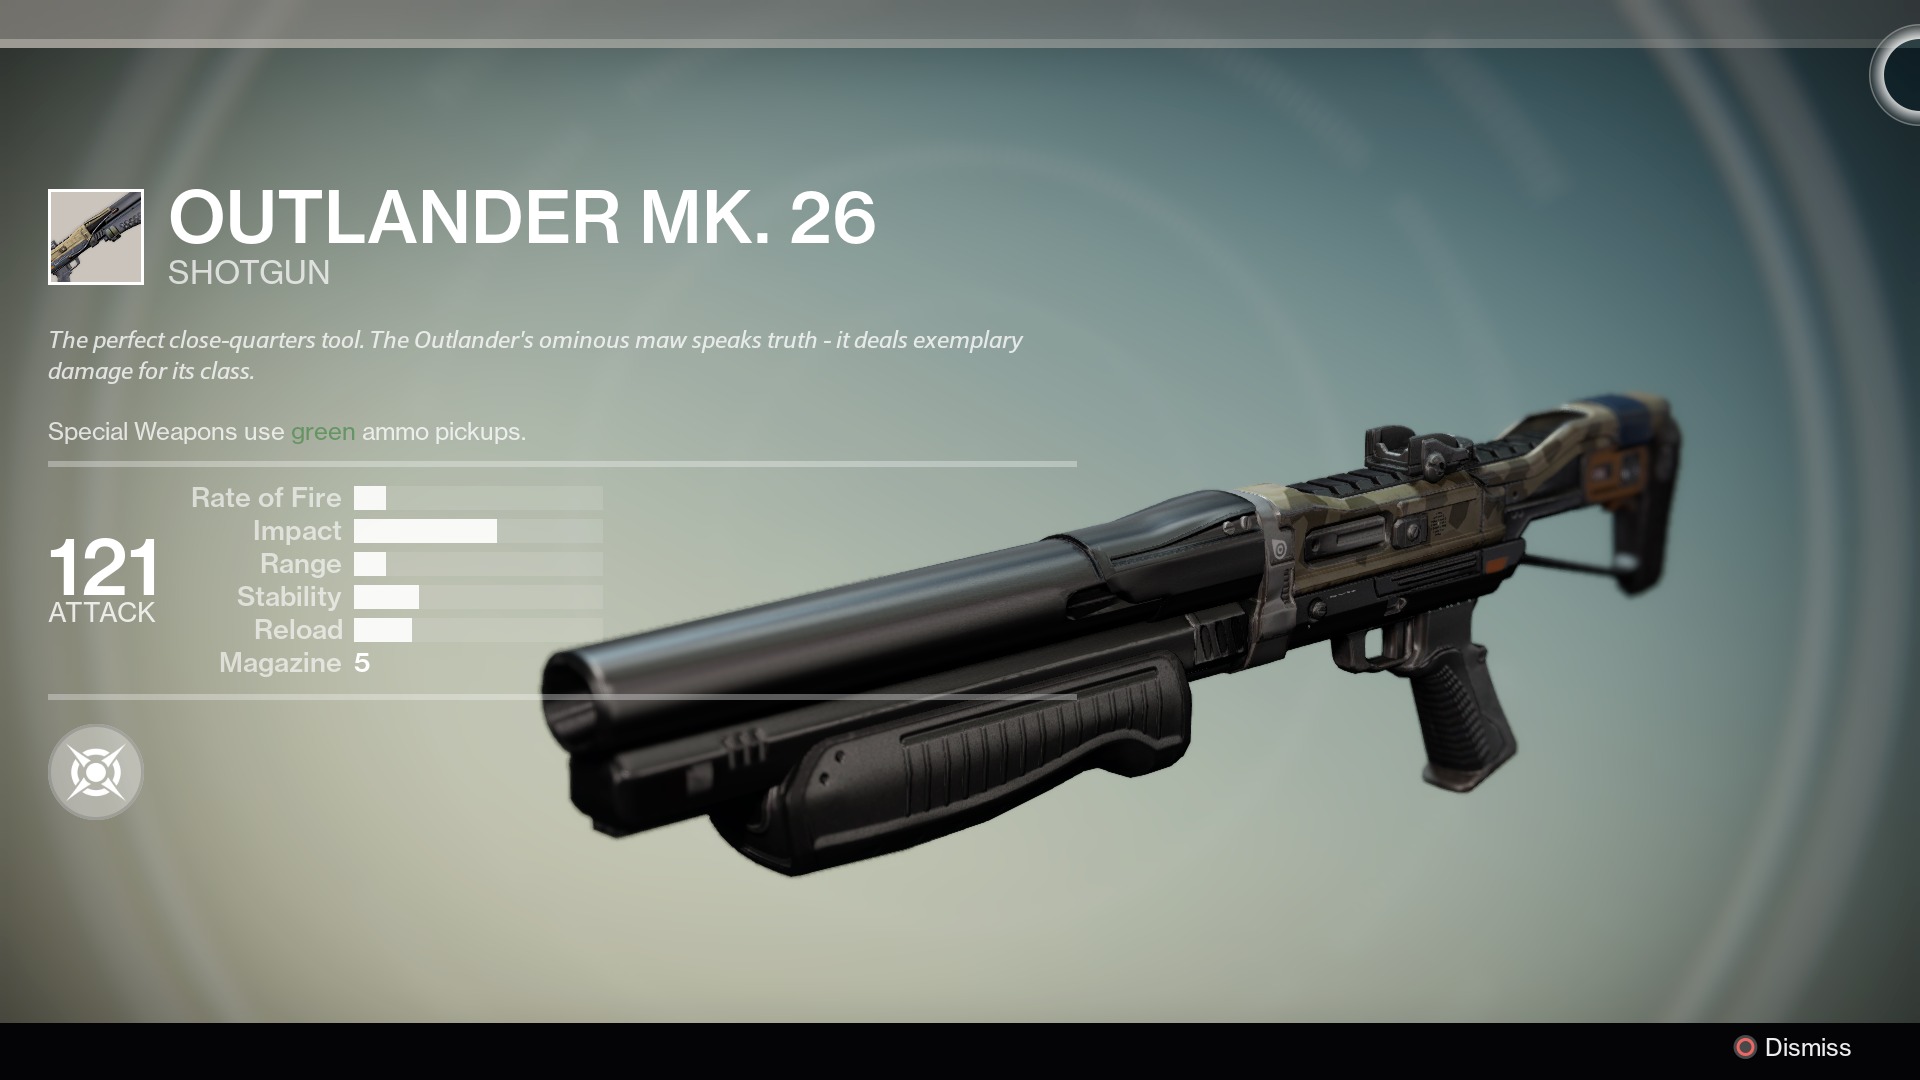 OUTLANDER MK. 26
SHOTGUN
The perfect close-quarters tool. The Outlander's ominous maw speaks truth - it deals exemplary
damage for its class.
Special Weapons use green ammo pickups.
121
ATTACK
Rate of Fire
Impact
Range
Stability
Reload
Magazine 5
Dismiss